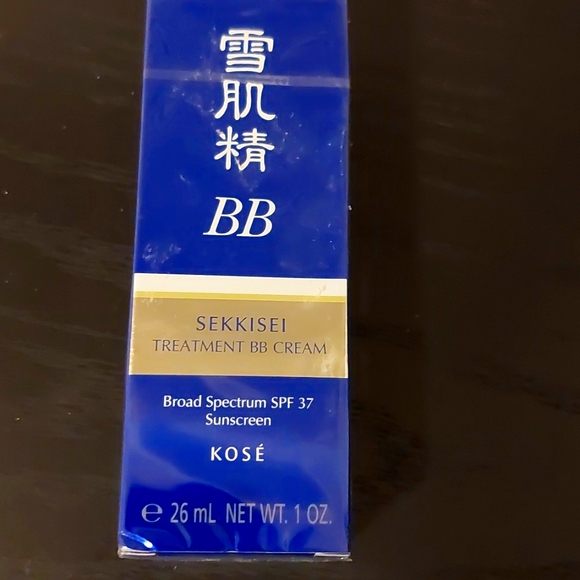 雪
肌
精
BB
SEKKISEI
TREATMENT BB CREAM
Broad Spectrum SPF 37
Sunscreen
KOSÉ
℮ 26 mL NET WT. 1 OZ.